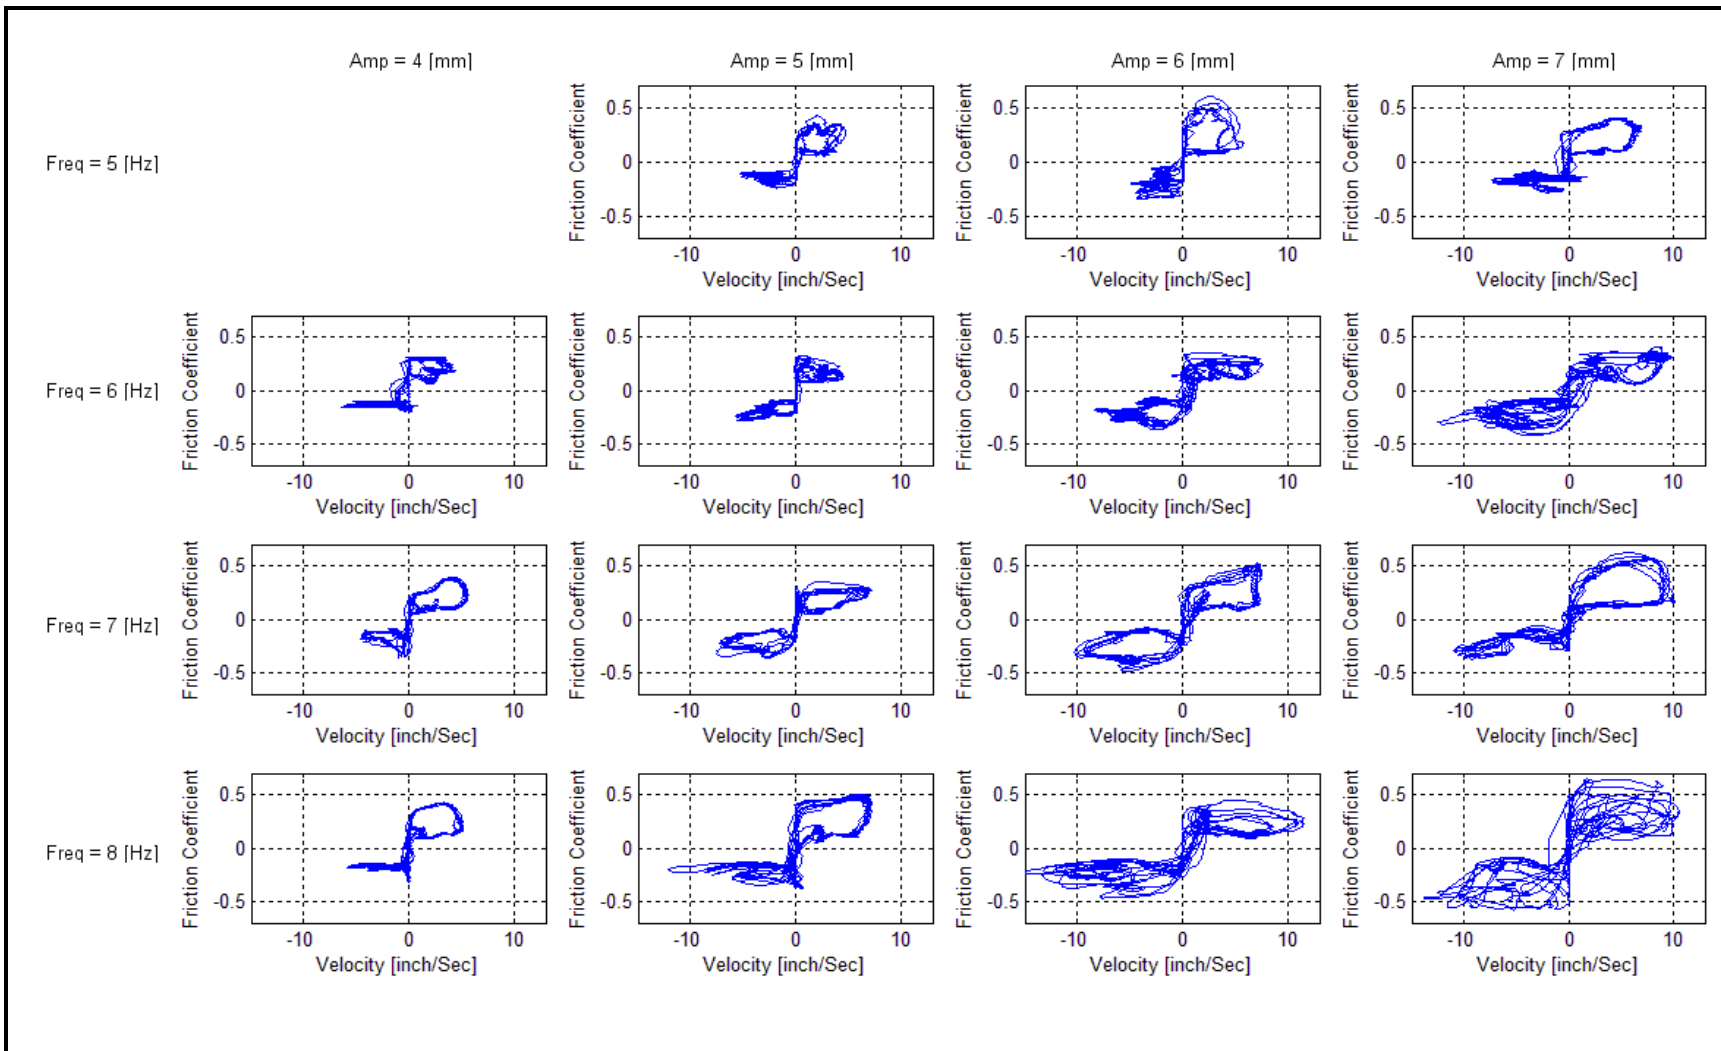 Amp = 4 [mm] Amp = 5 [mm] Amp = 6 [mm] Amp = 7 [mm]
Freq = 5 [Hz]
Friction Coefficient
0.5
0
-0.5
-10 0 10
Velocity [inch/Sec]
Friction Coefficient
0.5
0
-0.5
-10 0 10
Velocity [inch/Sec]
Friction Coefficient
0.5
0
-0.5
-10 0 10
Velocity [inch/Sec]
Freq = 6 [Hz]
Friction Coefficient
0.5
0
-0.5
-10 0 10
Velocity [inch/Sec]
Friction Coefficient
0.5
0
-0.5
-10 0 10
Velocity [inch/Sec]
Friction Coefficient
0.5
0
-0.5
-10 0 10
Velocity [inch/Sec]
Friction Coefficient
0.5
0
-0.5
-10 0 10
Velocity [inch/Sec]
Freq = 7 [Hz]
Friction Coefficient
0.5
0
-0.5
-10 0 10
Velocity [inch/Sec]
Friction Coefficient
0.5
0
-0.5
-10 0 10
Velocity [inch/Sec]
Friction Coefficient
0.5
0
-0.5
-10 0 10
Velocity [inch/Sec]
Friction Coefficient
0.5
0
-0.5
-10 0 10
Velocity [inch/Sec]
Freq = 8 [Hz]
Friction Coefficient
0.5
0
-0.5
-10 0 10
Velocity [inch/Sec]
Friction Coefficient
0.5
0
-0.5
-10 0 10
Velocity [inch/Sec]
Friction Coefficient
0.5
0
-0.5
-10 0 10
Velocity [inch/Sec]
Friction Coefficient
0.5
0
-0.5
-10 0 10
Velocity [inch/Sec]